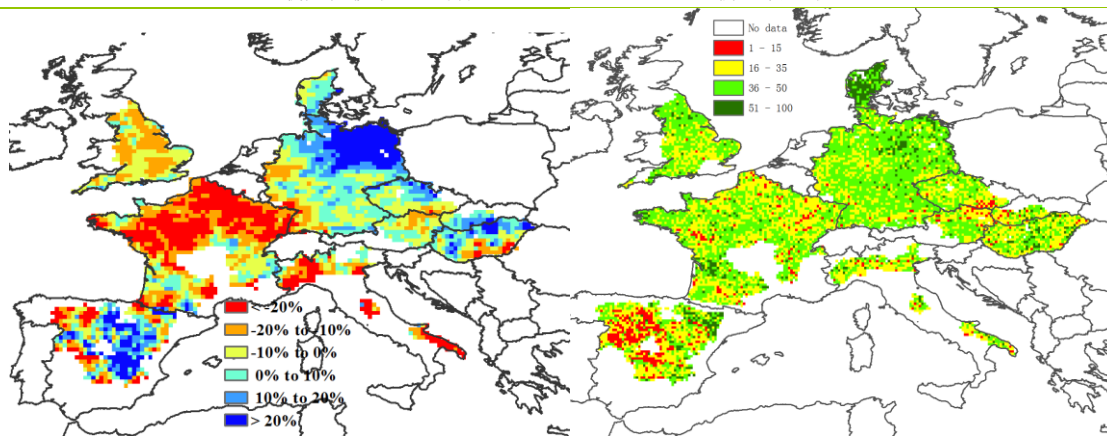 No data
1 - 15
16 - 35
36 - 50
51 - 100
< -20%
-20% to -10%
-10% to 0%
0% to 10%
10% to 20%
> 20%